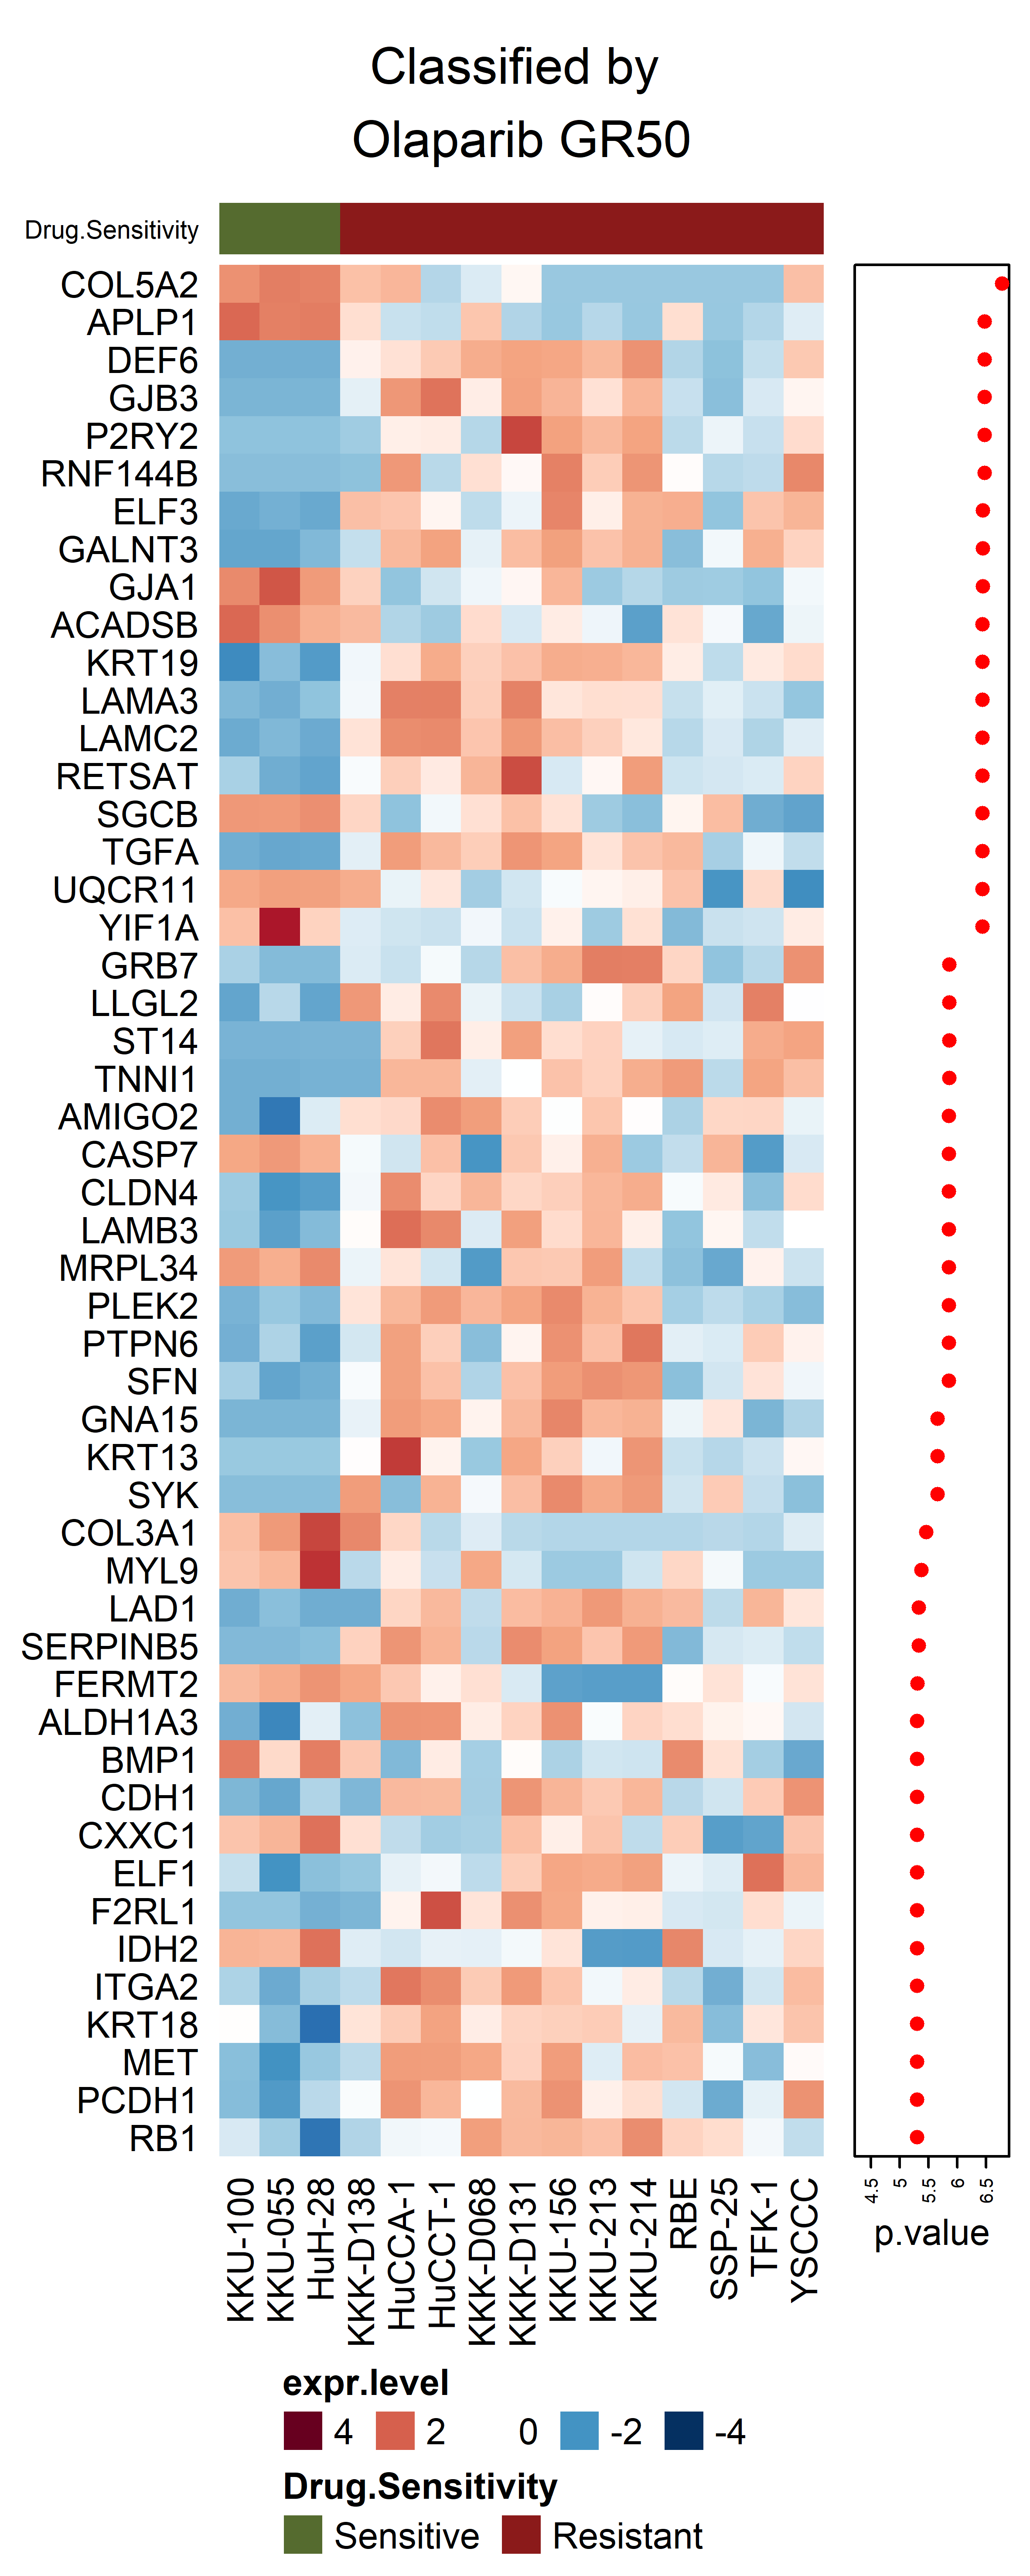 Classified by
Olaparib GR50
Drug.Sensitivity
COL5A2
APLP1
DEF6
GJB3
P2RY2
RNF144B
ELF3
GALNT3
GJA1
ACADSB
KRT19
LAMA3
LAMC2
RETSAT
SGCB
TGFA
UQCR11
YIF1A
GRB7
LLGL2
ST14
TNNI1
AMIGO2
CASP7
CLDN4
LAMB3
MRPL34
PLEK2
PTPN6
SFN
GNA15
KRT13
SYK
COL3A1
MYL9
LAD1
SERPINB5
FERMT2
ALDH1A3
BMP1
CDH1
CXXC1
ELF1
F2RL1
IDH2
ITGA2
KRT18
MET
PCDH1
RB1
KKU-100
KKU-055
HuH-28
KKK-D138
HuCCA-1
HuCCT-1
KKK-D068
KKK-D131
KKU-156
KKU-213
KKU-214
RBE
SSP-25
TFK-1
YSCCC
4.5
5
5.5
6
6.5
p.value
expr.level
4 2 0 -2 -4
Drug.Sensitivity
Sensitive Resistant